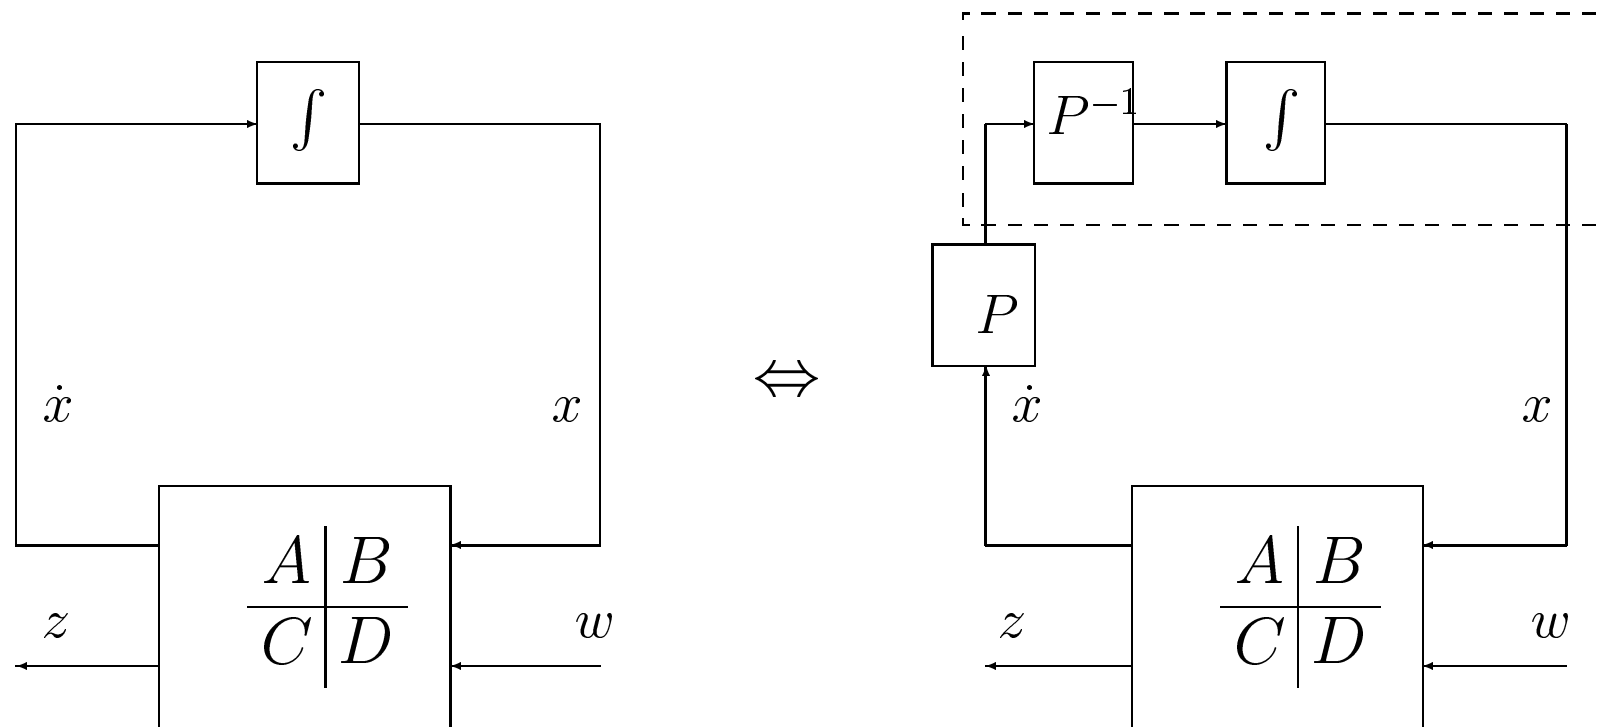 ∫ P⁻¹ ∫
P
⇔
ẋ x ẋ x
A B A B
z w z w
C D C D